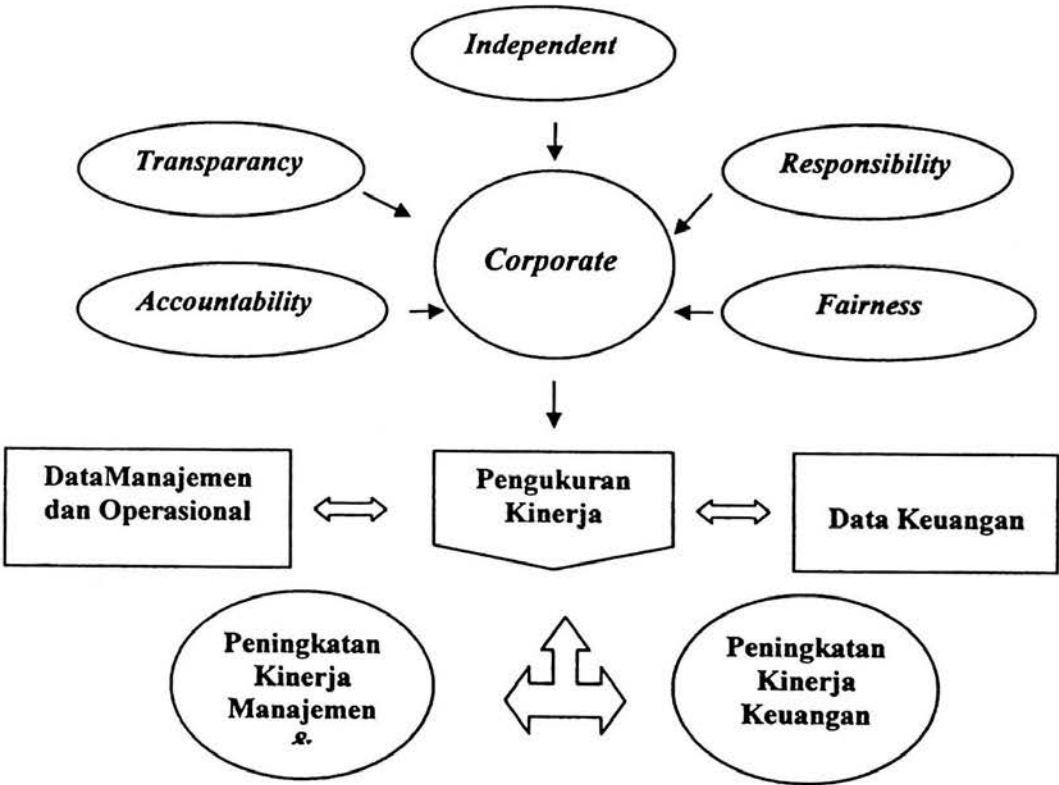 Independent
Transparancy
Responsibility
Corporate
Accountability
Fairness
DataManajemen
dan Operasional
Pengukuran
Kinerja
Data Keuangan
Peningkatan
Kinerja
Manajemen
&
Peningkatan
Kinerja
Keuangan